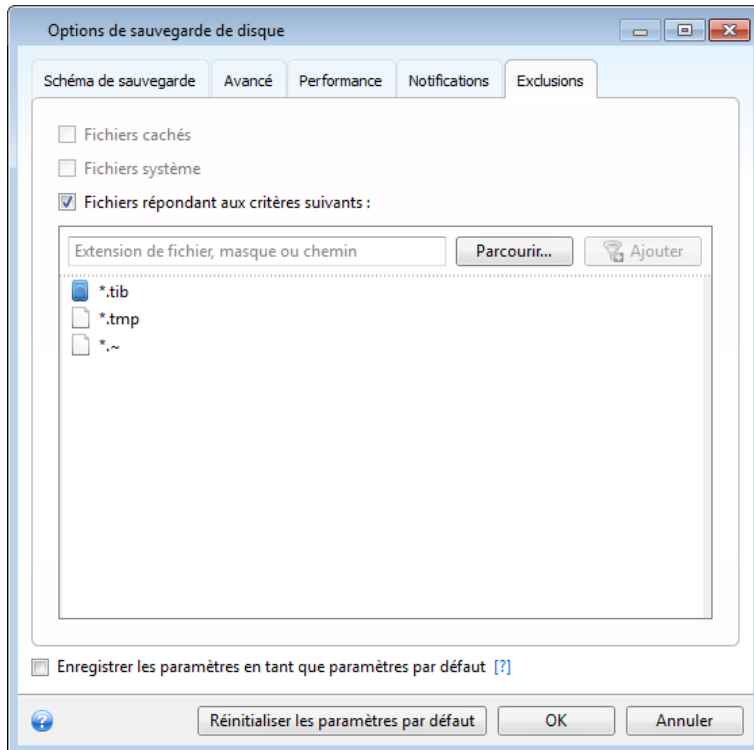 Options de sauvegarde de disque
Schéma de sauvegarde Avancé Performance Notifications Exclusions
Fichiers cachés
Fichiers système
Fichiers répondant aux critères suivants :
Extension de fichier, masque ou chemin Parcourir... Ajouter
*.tib
*.tmp
*.~
Enregistrer les paramètres en tant que paramètres par défaut [?]
? Réinitialiser les paramètres par défaut OK Annuler